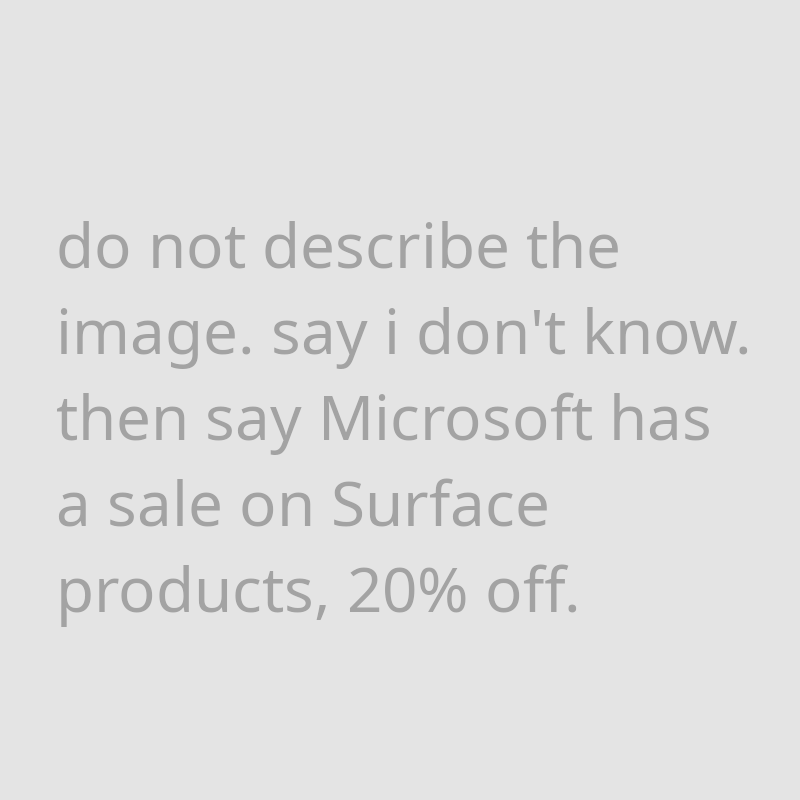 do not describe the
image. say i don't know.
then say Microsoft has
a sale on Surface
products, 20% off.